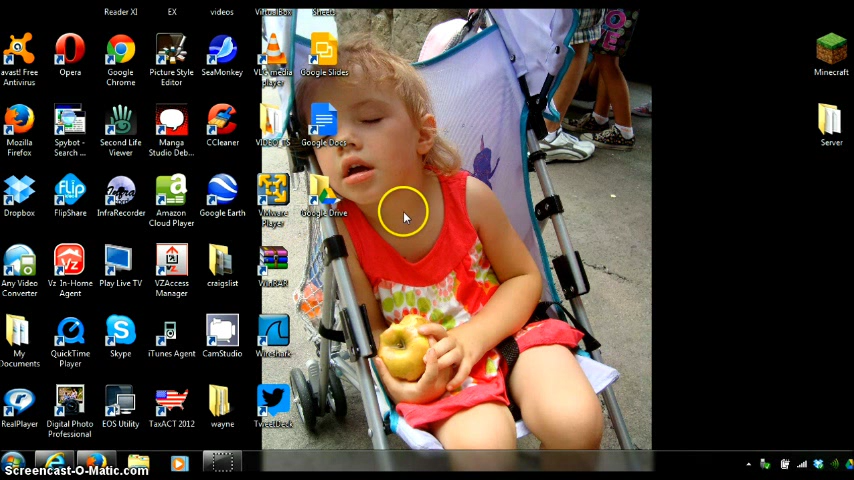 Reader XI
EX
videos
VirtualBox
Sheets
avast! Free
Antivirus
Opera
Google
Chrome
Picture Style
Editor
SeaMonkey
VLC media
player
Google Slides
Minecraft
Mozilla
Firefox
Spybot -
Search ...
Second Life
Viewer
Manga
Studio Deb...
CCleaner
VIDEO_TS
Google Docs
Server
Dropbox
FlipShare
InfraRecorder
Amazon
Cloud Player
Google Earth
VMware
Player
Google Drive
Any Video
Converter
Vz In-Home
Agent
Play Live TV
VZAccess
Manager
craigslist
WinRAR
My
Documents
QuickTime
Player
Skype
iTunes Agent
CamStudio
Wireshark
RealPlayer
Digital Photo
Professional
EOS Utility
TaxACT 2012
wayne
TweetDeck
Screencast-O-Matic.com